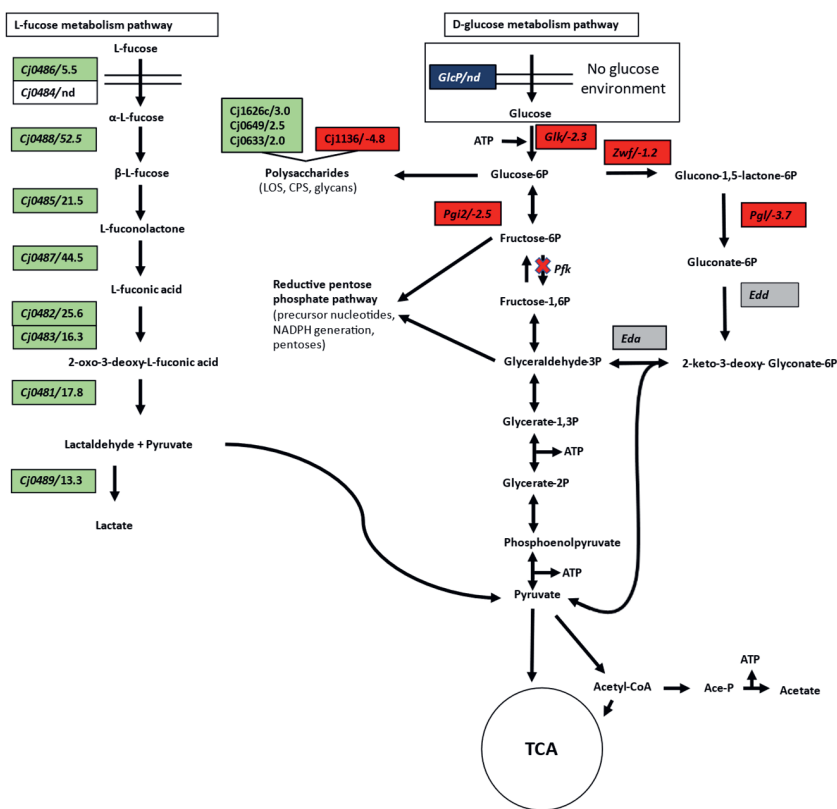 L-fucose metabolism pathway
L-fucose
Cj0486/5.5
Cj0484/nd
α-L-fucose
Cj0488/52.5
β-L-fucose
Cj0485/21.5
L-fuconolactone
Cj0487/44.5
L-fuconic acid
Cj0482/25.6
Cj0483/16.3
2-oxo-3-deoxy-L-fuconic acid
Cj0481/17.8
Lactaldehyde + Pyruvate
Cj0489/13.3
Lactate
D-glucose metabolism pathway
GlcP/nd
No glucose
environment
Glucose
ATP
Glk/-2.3
Zwf/-1.2
Cj1626c/3.0
Cj0649/2.5
Cj0633/2.0
Cj1136/-4.8
Polysaccharides
(LOS, CPS, glycans)
Glucose-6P
Glucono-1,5-lactone-6P
Pgi2/-2.5
Pgl/-3.7
Fructose-6P
Gluconate-6P
Pfk
Reductive pentose
phosphate pathway
(precursor nucleotides,
NADPH generation,
pentoses)
Fructose-1,6P
Edd
Eda
Glyceraldehyde-3P
2-keto-3-deoxy- Glyconate-6P
Glycerate-1,3P
ATP
Glycerate-2P
Phosphoenolpyruvate
ATP
Pyruvate
Acetyl-CoA
Ace-P
ATP
Acetate
TCA